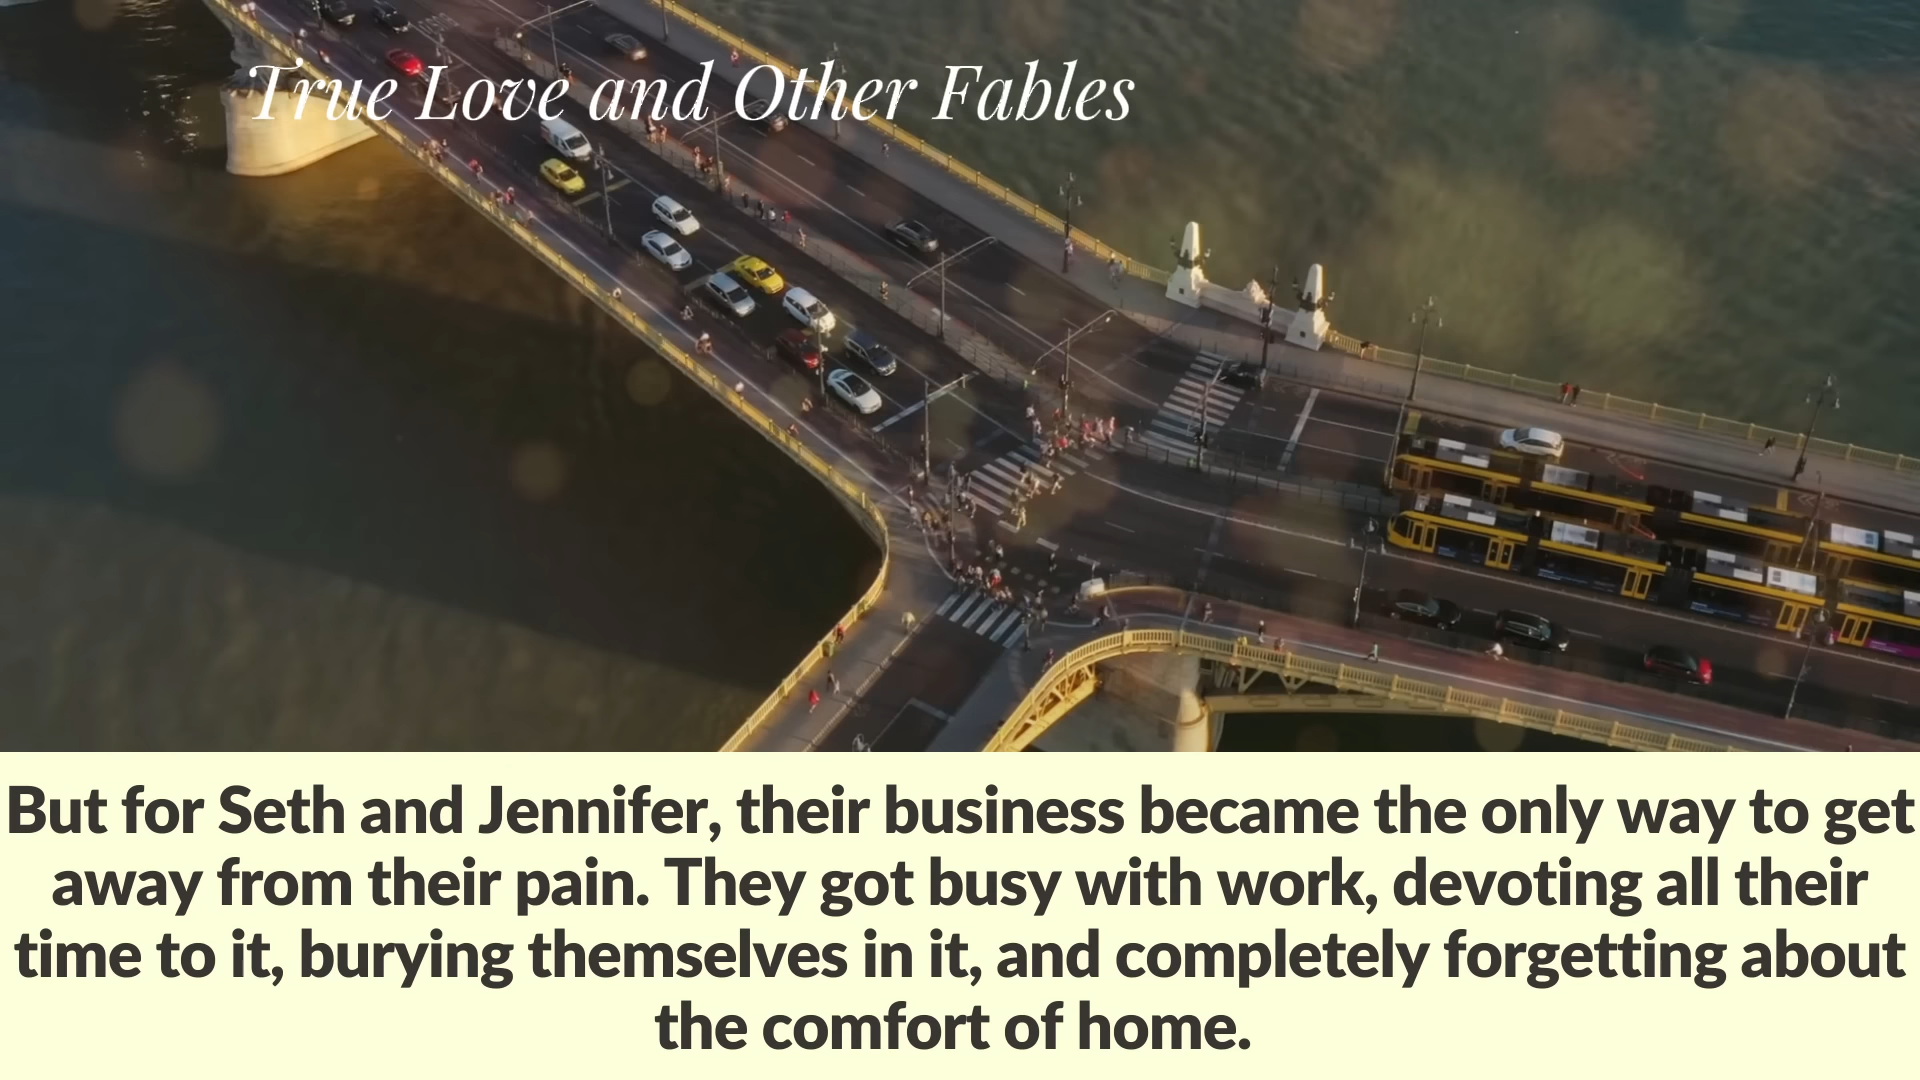 True Love and Other Fables
But for Seth and Jennifer, their business became the only way to get
away from their pain. They got busy with work, devoting all their
time to it, burying themselves in it, and completely forgetting about
the comfort of home.